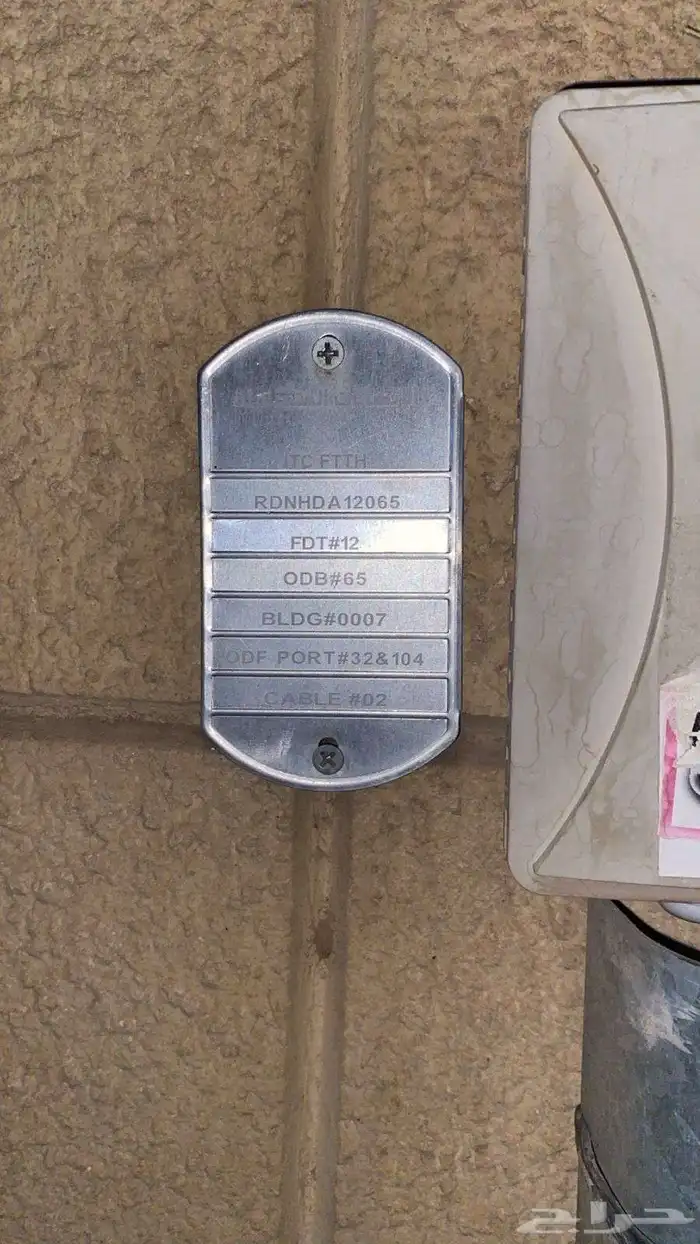 ITC FTTH
RDNHDA12065
FDT#12
ODB#65
BLDG#0007
ODF PORT#32&104
CABLE #02
حراج